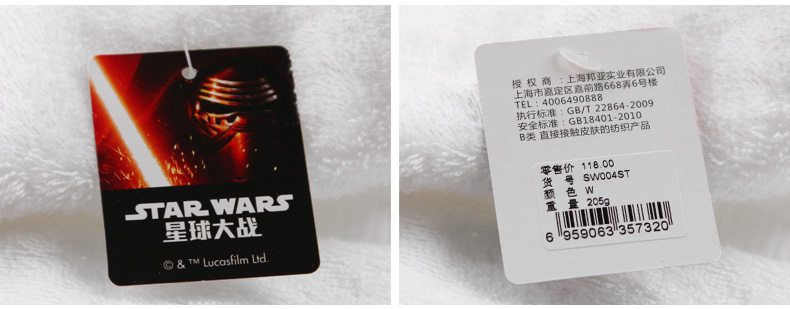 STAR WARS
星球大战
© & ™ Lucasfilm Ltd.
授 权 商 :上海邦亚实业有限公司
上海市嘉定区嘉前路668弄6号楼
TEL:4006490888
执行标准:GB/T 22864-2009
安全标准:GB18401-2010
B类 直接接触皮肤的纺织产品
零售价 118.00
货 号 SW004ST
颜 色 W
重 量 205g
6 959063 357320